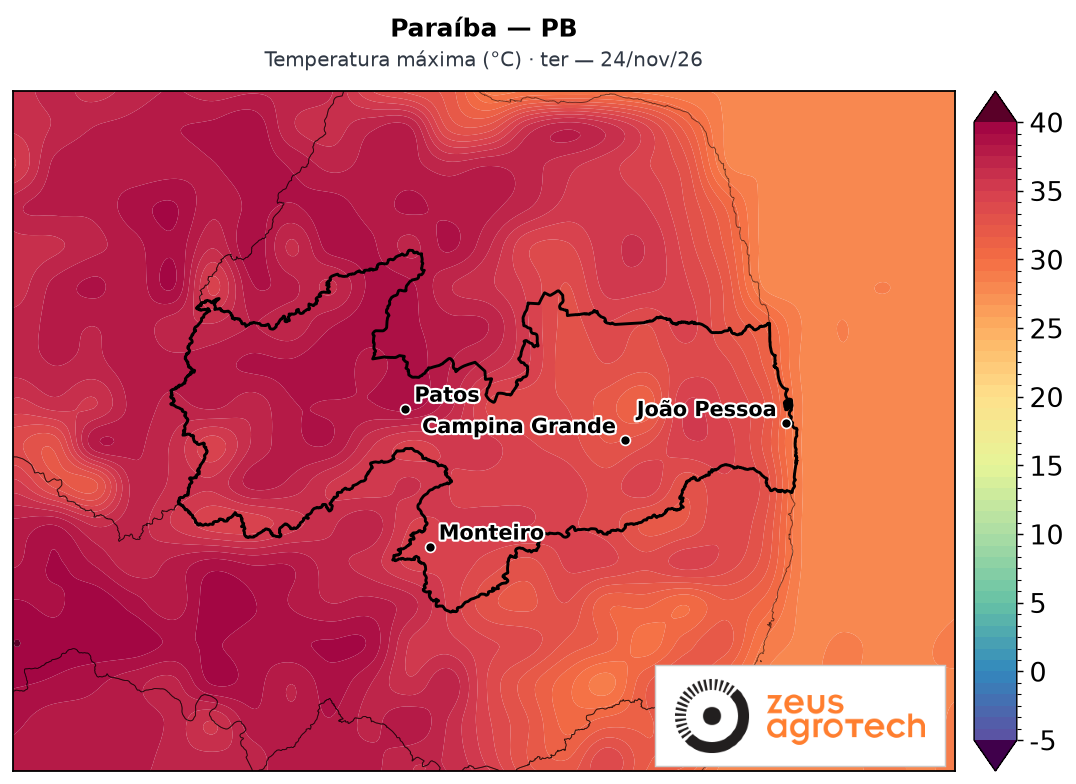 Paraíba — PB
Temperatura máxima (°C) · ter — 24/nov/26
40
35
30
25
20
15
10
5
0
-5
Patos
Campina Grande
João Pessoa
Monteiro
zeus
agrotech